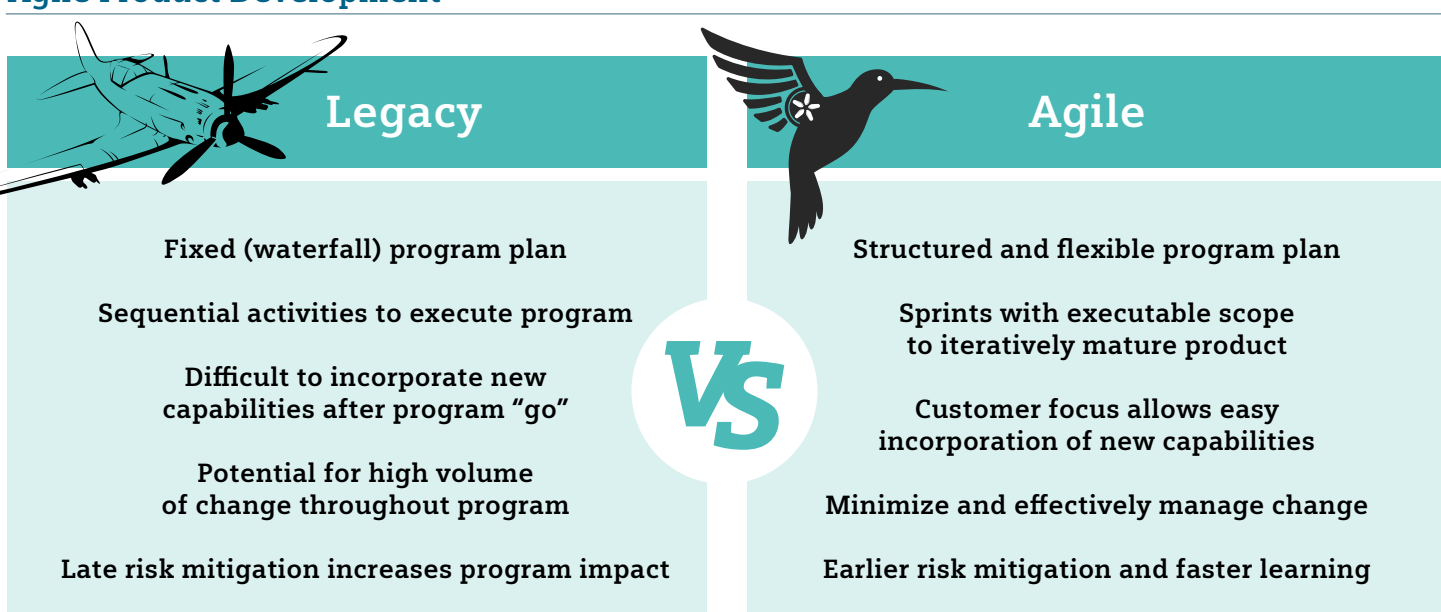 Agile Product Development
Legacy
Fixed (waterfall) program plan
Sequential activities to execute program
Difficult to incorporate new
capabilities after program “go”
Potential for high volume
of change throughout program
Late risk mitigation increases program impact
VS
Agile
Structured and flexible program plan
Sprints with executable scope
to iteratively mature product
Customer focus allows easy
incorporation of new capabilities
Minimize and effectively manage change
Earlier risk mitigation and faster learning